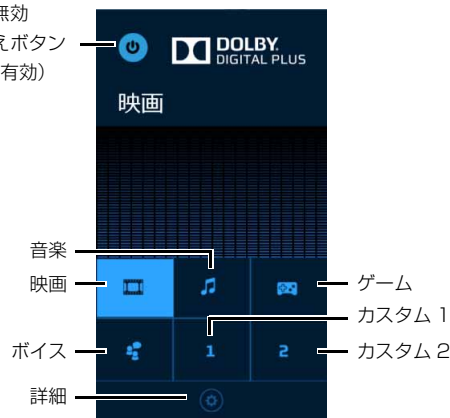 無効
えボタン
有効）
DOLBY
DIGITAL PLUS
映画
音楽
映画
ゲーム
カスタム 1
ボイス
1
2
カスタム 2
詳細